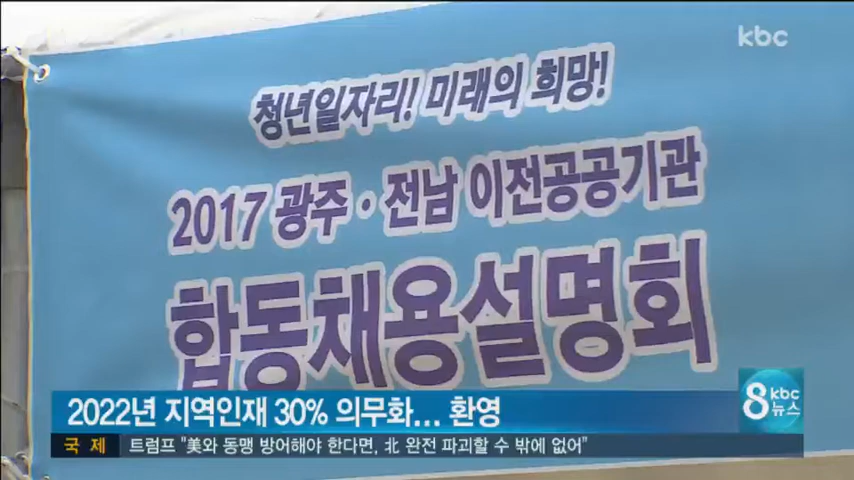 kbc
청년일자리! 미래의 희망!
2017 광주·전남 이전공공기관
합동채용설명회
2022년 지역인재 30% 의무화... 환영
8 kbc 뉴스
국 제 트럼프 "美와 동맹 방어해야 한다면, 北 완전 파괴할 수 밖에 없어"